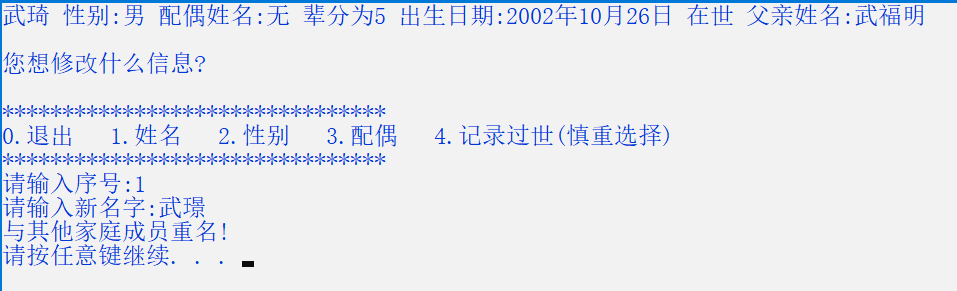 武琦 性别:男 配偶姓名:无 辈分为5 出生日期:2002年10月26日 在世 父亲姓名:武福明
您想修改什么信息?
********************************
0.退出 1.姓名 2.性别 3.配偶 4.记录过世(慎重选择)
********************************
请输入序号:1
请输入新名字:武璟
与其他家庭成员重名!
请按任意键继续. . .